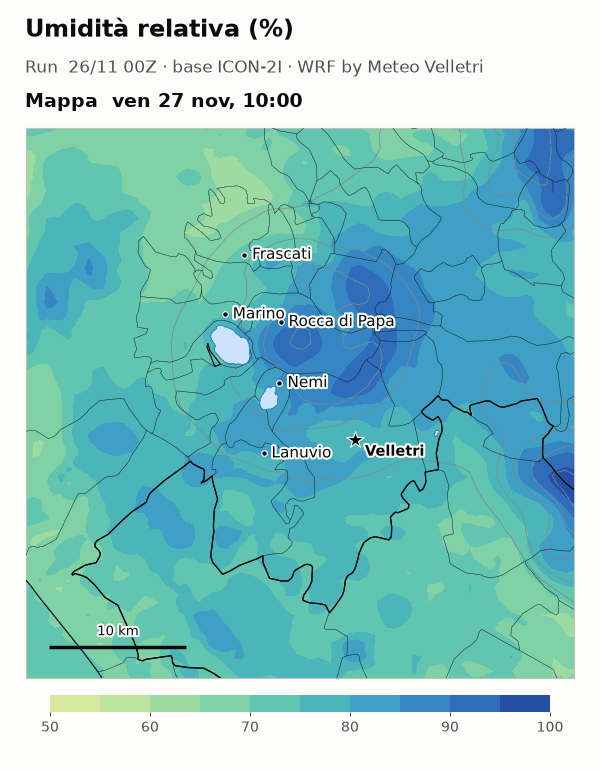 Umidità relativa (%)
Run  26/11 00Z · base ICON-2I · WRF by Meteo Velletri
Mappa  ven 27 nov, 10:00
Frascati
Marino
Rocca di Papa
Nemi
Velletri
Lanuvio
10 km
50 60 70 80 90 100